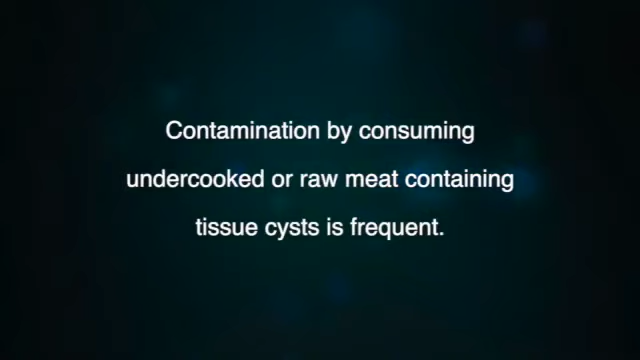 Contamination by consuming
undercooked or raw meat containing
tissue cysts is frequent.